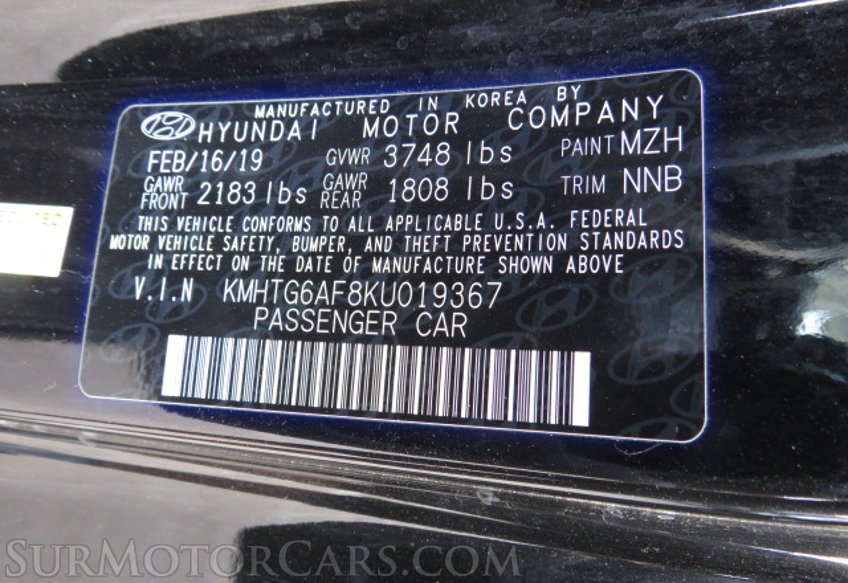 MANUFACTURED IN KOREA BY
HYUNDAI MOTOR COMPANY
FEB/16/19 GVWR 3748 lbs PAINT MZH
GAWR FRONT 2183 lbs GAWR REAR 1808 lbs TRIM NNB
THIS VEHICLE CONFORMS TO ALL APPLICABLE U.S.A. FEDERAL
MOTOR VEHICLE SAFETY, BUMPER, AND THEFT PREVENTION STANDARDS
IN EFFECT ON THE DATE OF MANUFACTURE SHOWN ABOVE
V.I.N KMHTG6AF8KU019367
PASSENGER CAR
SURMOTORCARS.COM